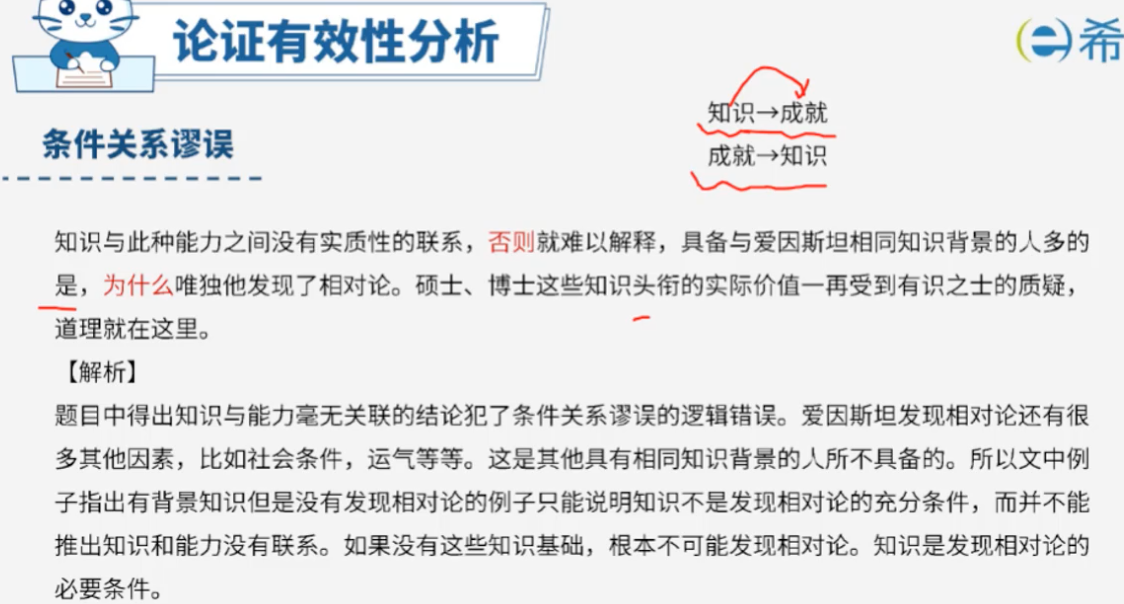 论证有效性分析
希
条件关系谬误
知识→成就
成就→知识
知识与此种能力之间没有实质性的联系，否则就难以解释，具备与爱因斯坦相同知识背景的人多的
是，为什么唯独他发现了相对论。硕士、博士这些知识头衔的实际价值一再受到有识之士的质疑，
道理就在这里。
【解析】
题目中得出知识与能力毫无关联的结论犯了条件关系谬误的逻辑错误。爱因斯坦发现相对论还有很
多其他因素，比如社会条件，运气等等。这是其他具有相同知识背景的人所不具备的。所以文中例
子指出有背景知识但是没有发现相对论的例子只能说明知识不是发现相对论的充分条件，而并不能
推出知识和能力没有联系。如果没有这些知识基础，根本不可能发现相对论。知识是发现相对论的
必要条件。